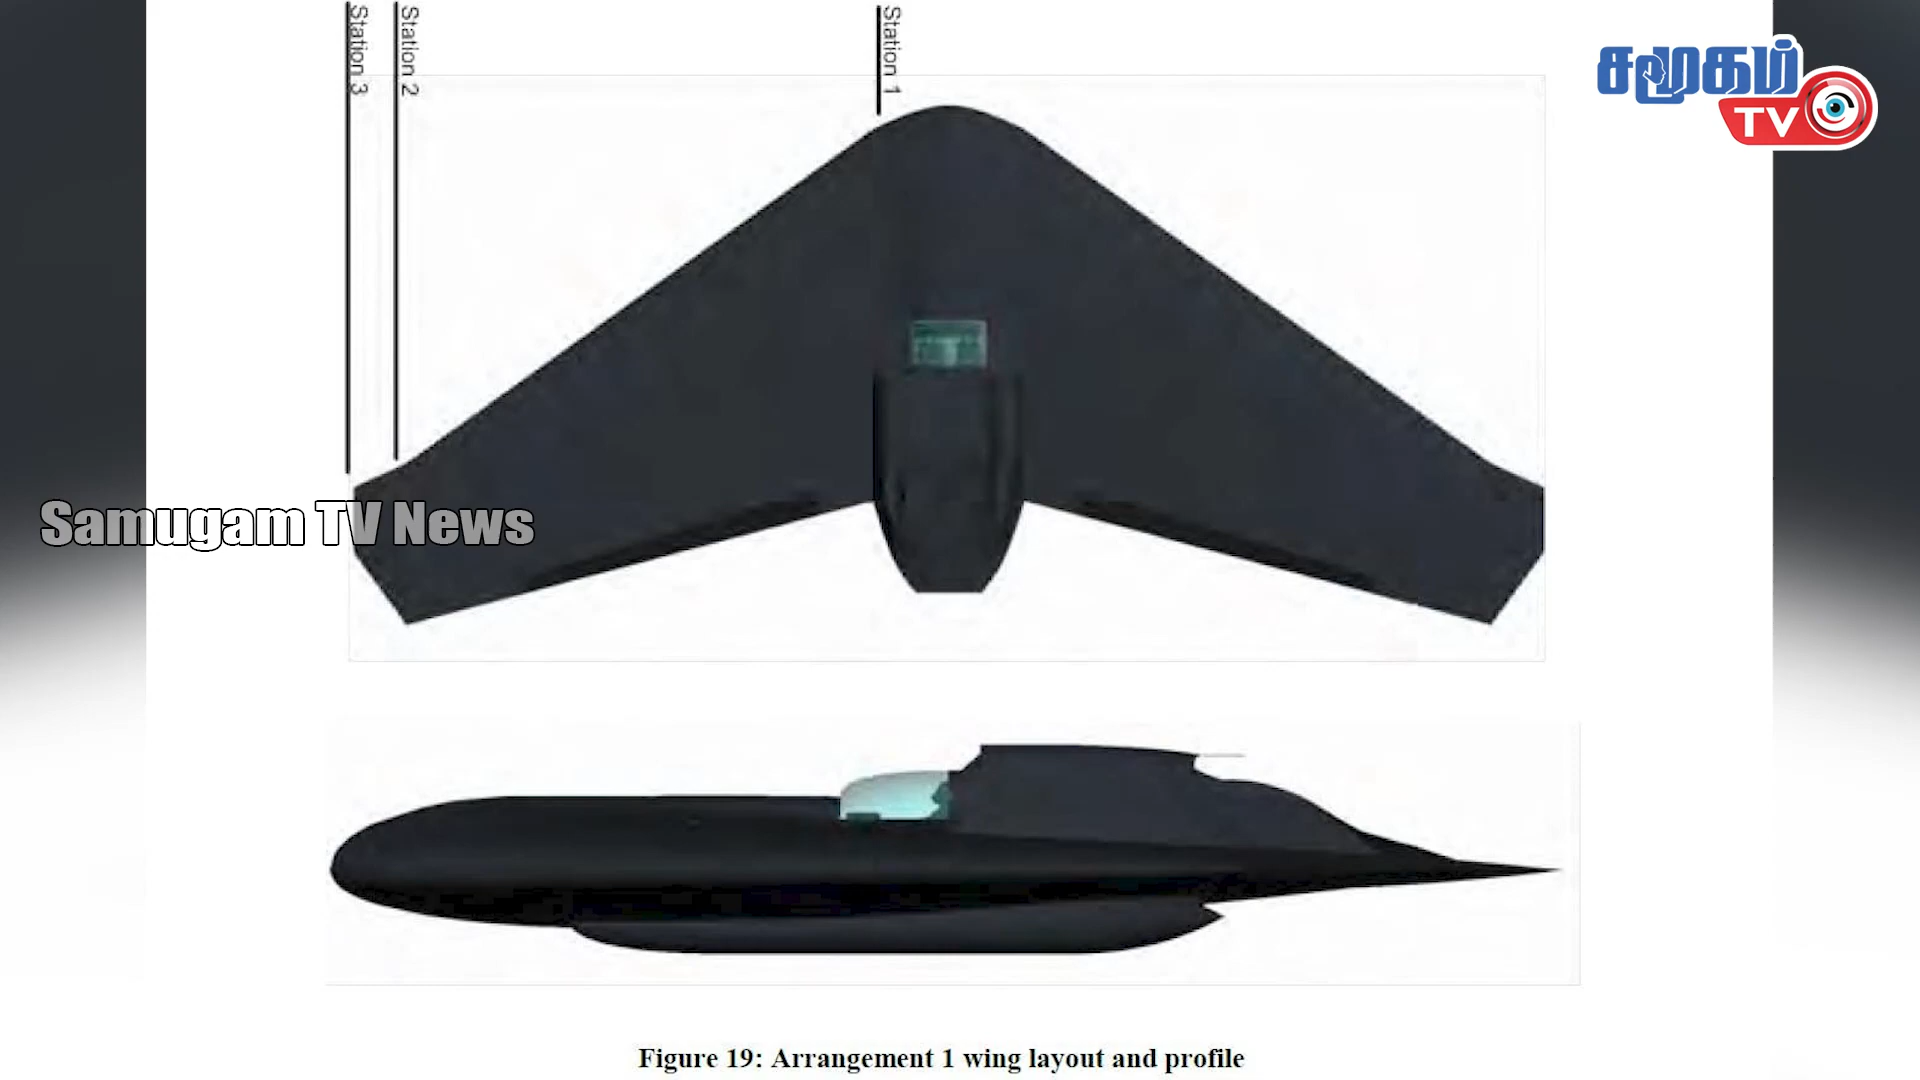 Station 3
Station 2
Station 1
சமூகம்
TV
Samugam TV News
Figure 19: Arrangement 1 wing layout and profile